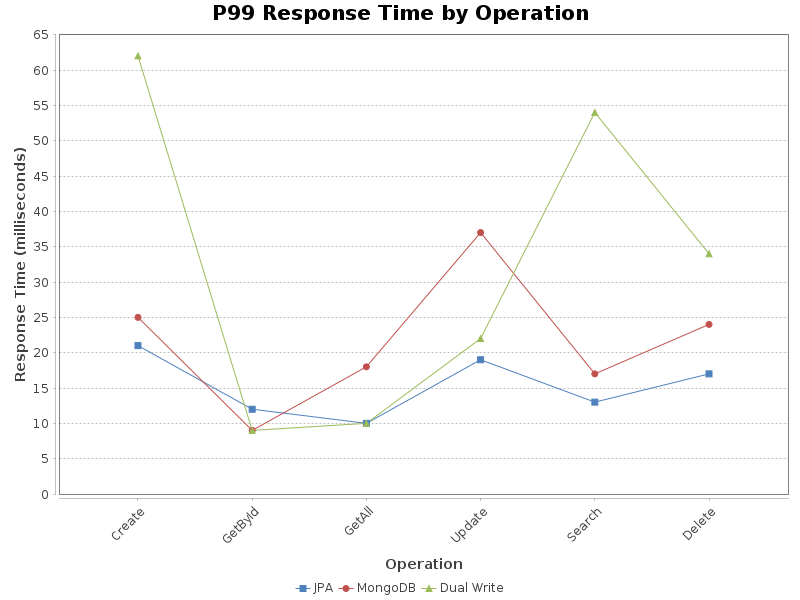 P99 Response Time by Operation
Response Time (milliseconds)
65
60
55
50
45
40
35
30
25
20
15
10
5
0
Create
GetById
GetAll
Update
Search
Delete
Operation
JPA MongoDB Dual Write